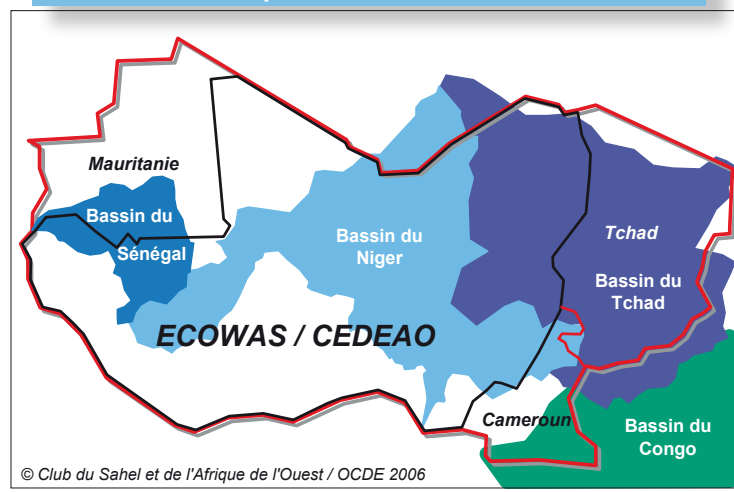 Mauritanie
Bassin du
Sénégal
Bassin du
Niger
Tchad
Bassin du
Tchad
ECOWAS / CEDEAO
Cameroun
Bassin du
Congo
© Club du Sahel et de l'Afrique de l'Ouest / OCDE 2006